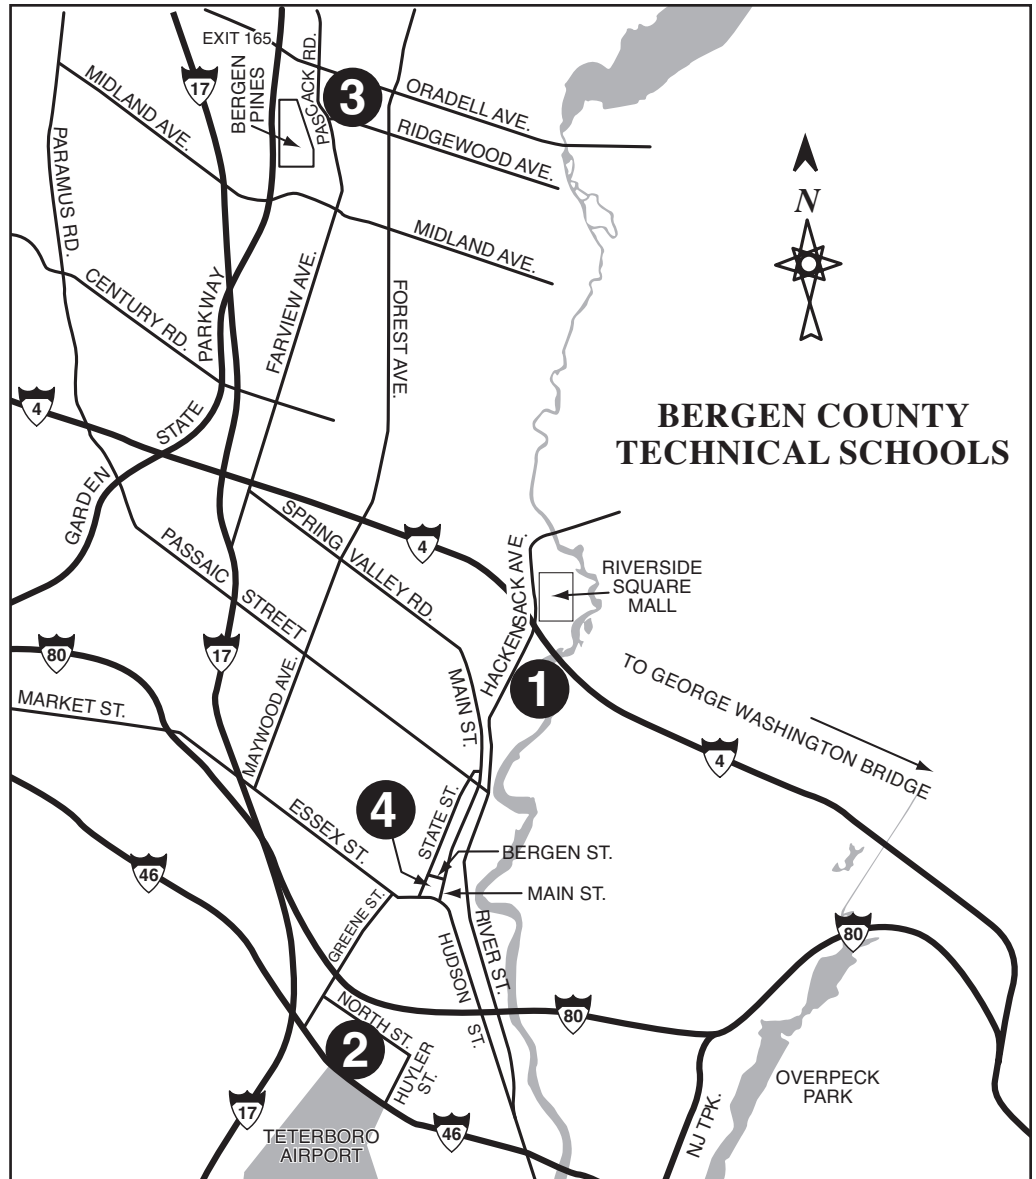 EXIT 165
PASCACK RD.
17
BERGEN
PINES
3
MIDLAND AVE.
ORADELL AVE.
RIDGEWOOD AVE.
PARAMUS RD.
N
MIDLAND AVE.
CENTURY RD.
PARKWAY
FARVIEW AVE.
FOREST AVE.
4
STATE
GARDEN
BERGEN COUNTY
TECHNICAL SCHOOLS
SPRING VALLEY RD.
4
PASSAIC STREET
HACKENSACK AVE.
RIVERSIDE
SQUARE
MALL
80
17
TO GEORGE WASHINGTON BRIDGE
MARKET ST.
MAYWOOD AVE.
MAIN ST.
1
4
ESSEX ST.
4
STATE ST.
BERGEN ST.
MAIN ST.
46
GREENE ST.
HUDSON ST.
RIVER ST.
80
80
NORTH ST.
2
HUYLER
ST.
OVERPECK
PARK
17
TETERBORO
AIRPORT
46
NJ TPK.